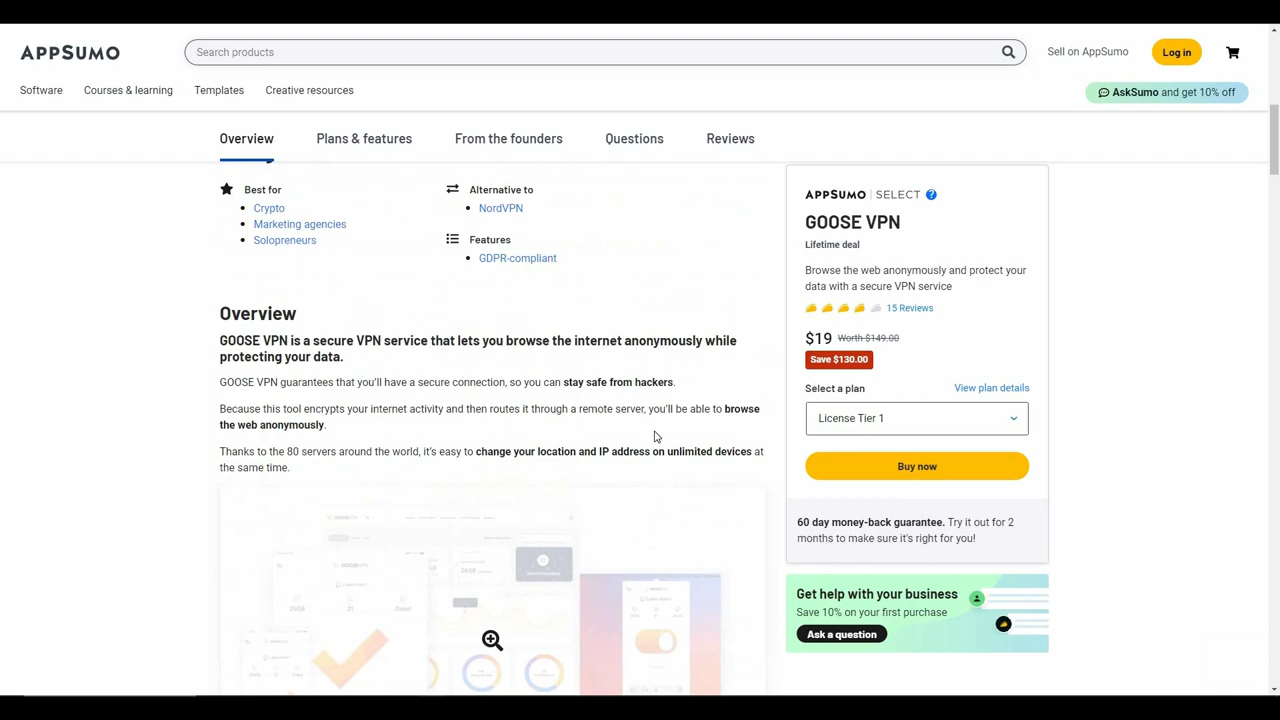 APPSUMO
Search products
Sell on AppSumo
Log in
Software
Courses & learning
Templates
Creative resources
AskSumo and get 10% off
Overview
Plans & features
From the founders
Questions
Reviews
Best for
Crypto
Marketing agencies
Solopreneurs
Alternative to
NordVPN
Features
GDPR-compliant
Overview
GOOSE VPN is a secure VPN service that lets you browse the internet anonymously while
protecting your data.
GOOSE VPN guarantees that you'll have a secure connection, so you can stay safe from hackers.
Because this tool encrypts your internet activity and then routes it through a remote server, you'll be able to browse
the web anonymously.
Thanks to the 80 servers around the world, it's easy to change your location and IP address on unlimited devices at
the same time.
APPSUMO | SELECT ?
GOOSE VPN
Lifetime deal
Browse the web anonymously and protect your
data with a secure VPN service
15 Reviews
$19 Worth $149.00
Save $130.00
Select a plan
View plan details
License Tier 1
Buy now
60 day money-back guarantee. Try it out for 2
months to make sure it's right for you!
Get help with your business
Save 10% on your first purchase
Ask a question